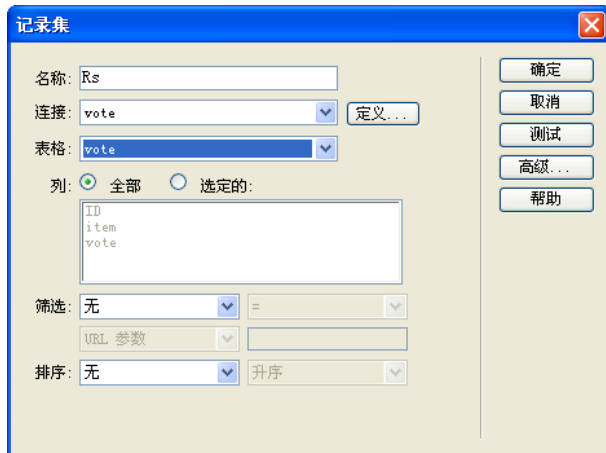 记录集
名称: Rs
连接: vote 定义...
表格: vote
列: 全部 选定的:
ID
item
vote
筛选: 无 =
URL 参数
排序: 无 升序
确定
取消
测试
高级...
帮助